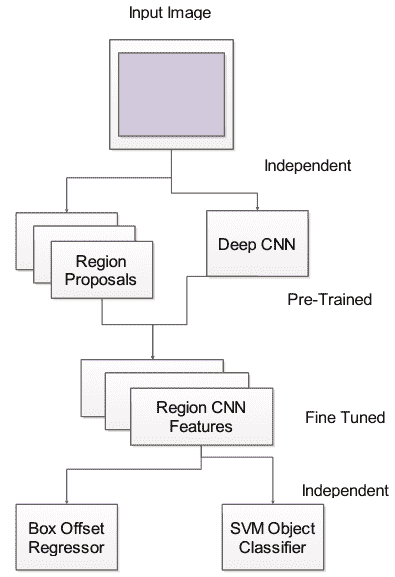 Input Image
Independent
Region
Proposals
Deep CNN
Pre-Trained
Region CNN
Features
Fine Tuned
Independent
Box Offset
Regressor
SVM Object
Classifier